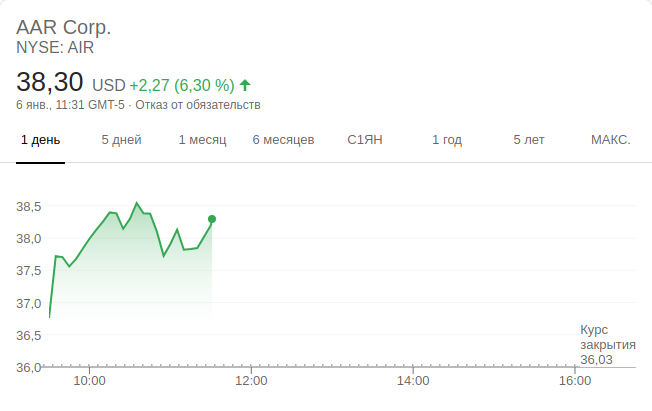 AAR Corp.
NYSE: AIR
38,30 USD +2,27 (6,30 %)
6 янв., 11:31 GMT-5 · Отказ от обязательств
1 день 5 дней 1 месяц 6 месяцев С1ЯН 1 год 5 лет МАКС.
38,5
38,0
37,5
37,0
36,5
36,0
Курс
закрытия
36,03
10:00 12:00 14:00 16:00